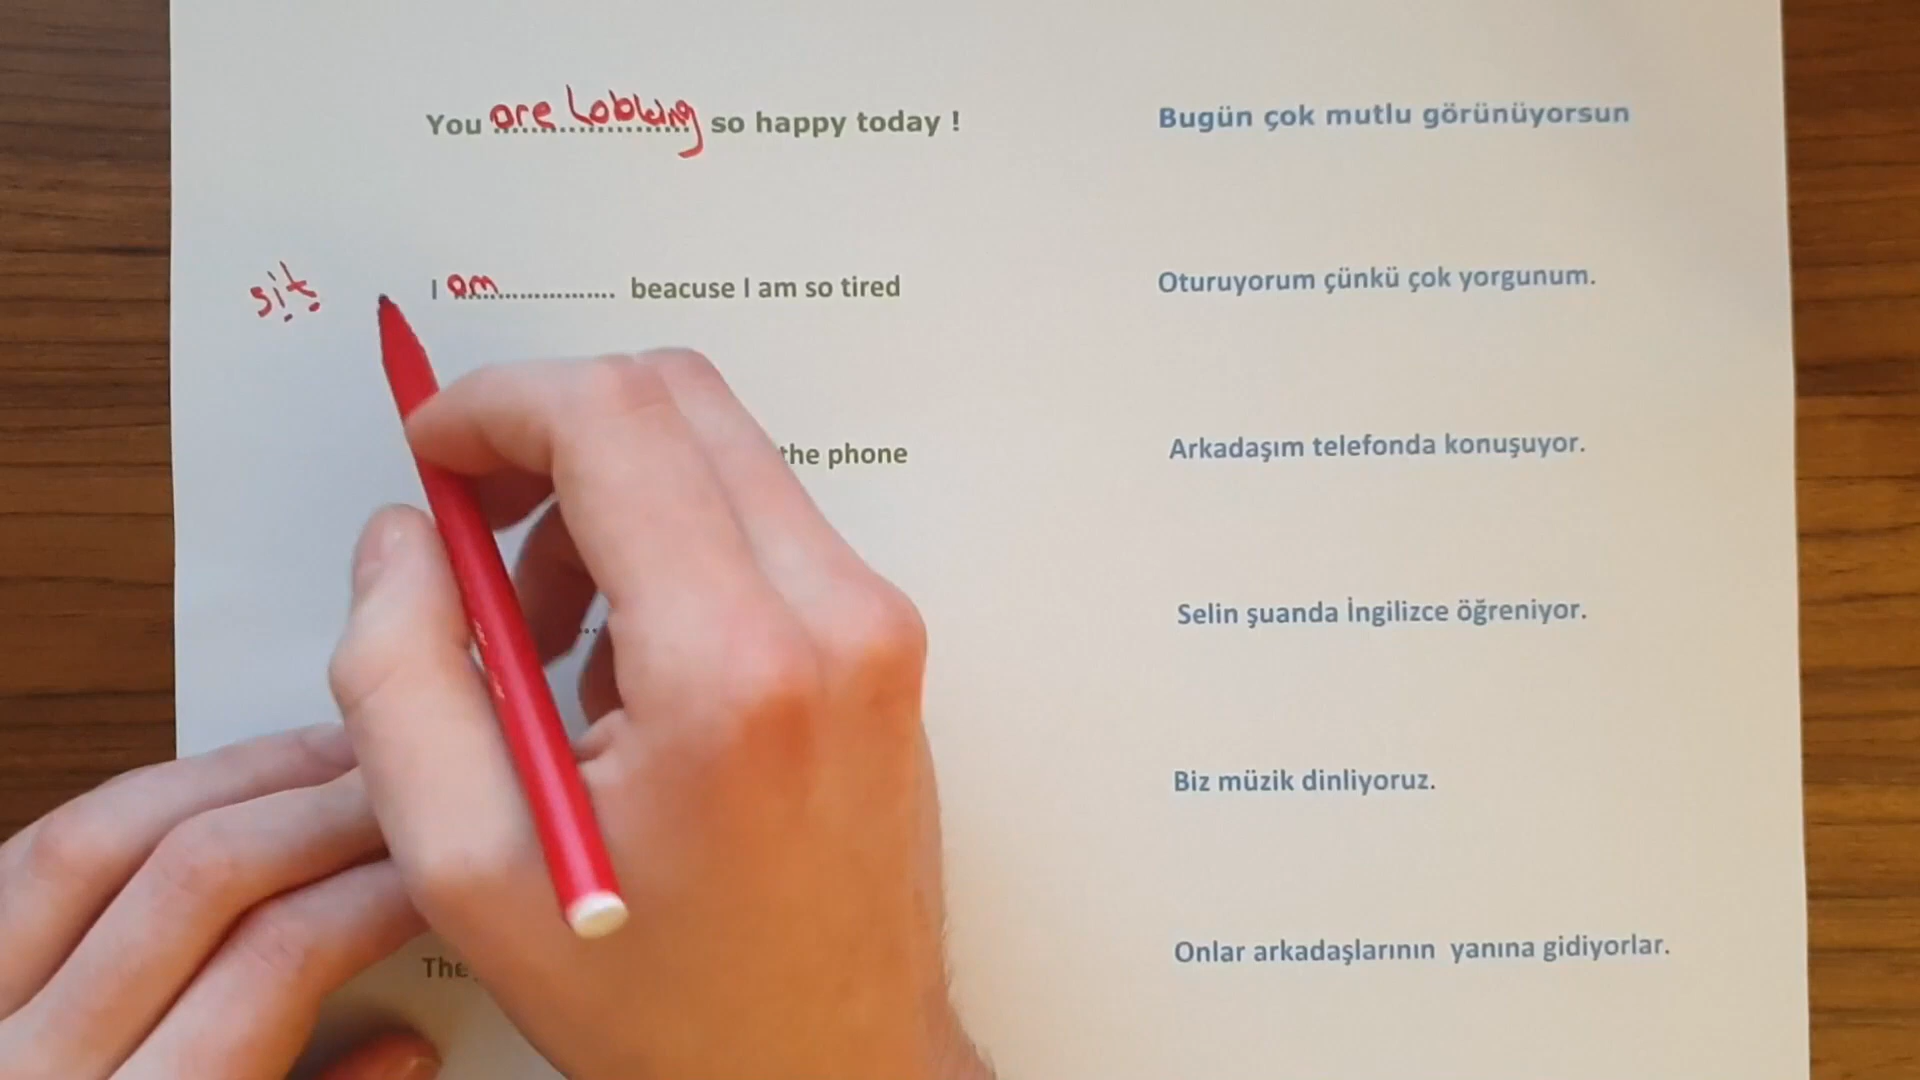 You are looking so happy today !
Bugün çok mutlu görünüyorsun
sit
I am.................... beacuse I am so tired
Oturuyorum çünkü çok yorgunum.
the phone
Arkadaşım telefonda konuşuyor.
Selin şuanda İngilizce öğreniyor.
Biz müzik dinliyoruz.
The
Onlar arkadaşlarının yanına gidiyorlar.